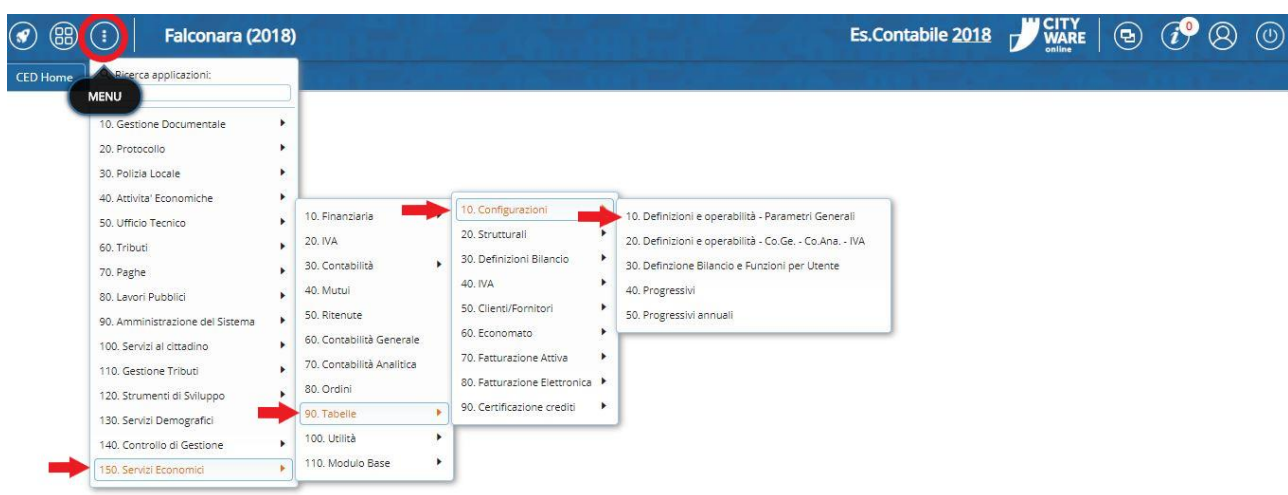 Falconara (2018)
Es.Contabile 2018
CITY
WARE
online
0
CED Home
Ricerca applicazioni:
MENU
10. Gestione Documentale
20. Protocollo
30. Polizia Locale
40. Attivita' Economiche
50. Ufficio Tecnico
60. Tributi
70. Paghe
80. Lavori Pubblici
90. Amministrazione del Sistema
100. Servizi al cittadino
110. Gestione Tributi
120. Strumenti di Sviluppo
130. Servizi Demografici
140. Controllo di Gestione
150. Servizi Economici
10. Finanziaria
20. IVA
30. Contabilità
40. Mutui
50. Ritenute
60. Contabilità Generale
70. Contabilità Analitica
80. Ordini
90. Tabelle
100. Utilità
110. Modulo Base
10. Configurazioni
20. Strutturali
30. Definizioni Bilancio
40. IVA
50. Clienti/Fornitori
60. Economato
70. Fatturazione Attiva
80. Fatturazione Elettronica
90. Certificazione crediti
10. Definizioni e operabilità - Parametri Generali
20. Definizioni e operabilità - Co.Ge. - Co.Ana. - IVA
30. Definzione Bilancio e Funzioni per Utente
40. Progressivi
50. Progressivi annuali